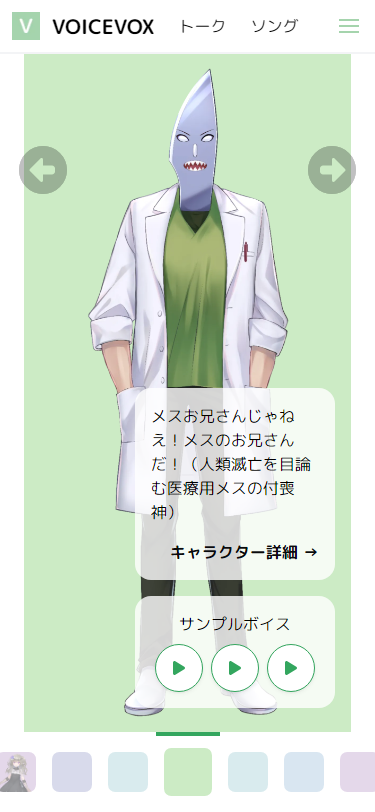 V VOICEVOX トーク ソング
メスお兄さんじゃね
え！メスのお兄さん
だ！（人類滅亡を目論
む医療用メスの付喪
神）
キャラクター詳細 →
サンプルボイス